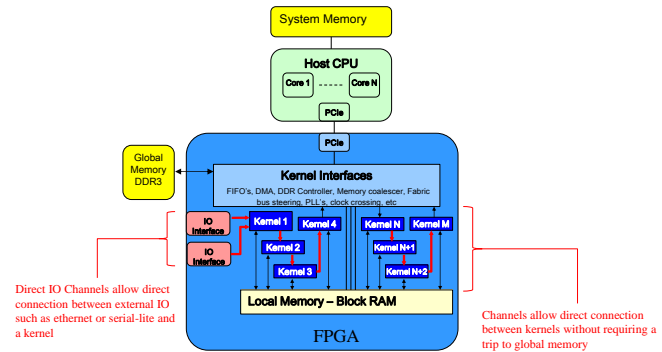 System Memory
Host CPU
Core 1 ----- Core N
PCIe
PCIe
Global
Memory
DDR3
Kernel Interfaces
FIFO's, DMA, DDR Controller, Memory coalescer, Fabric
bus steering, PLL's, clock crossing, etc
IO
Interface
Kernel 1
Kernel 4
Kernel N
Kernel M
IO
Interface
Kernel 2
Kernel N+1
Kernel 3
Kernel N+2
Local Memory – Block RAM
FPGA
Direct IO Channels allow direct
connection between external IO
such as ethernet or serial-lite and
a kernel
Channels allow direct connection
between kernels without requiring a
trip to global memory